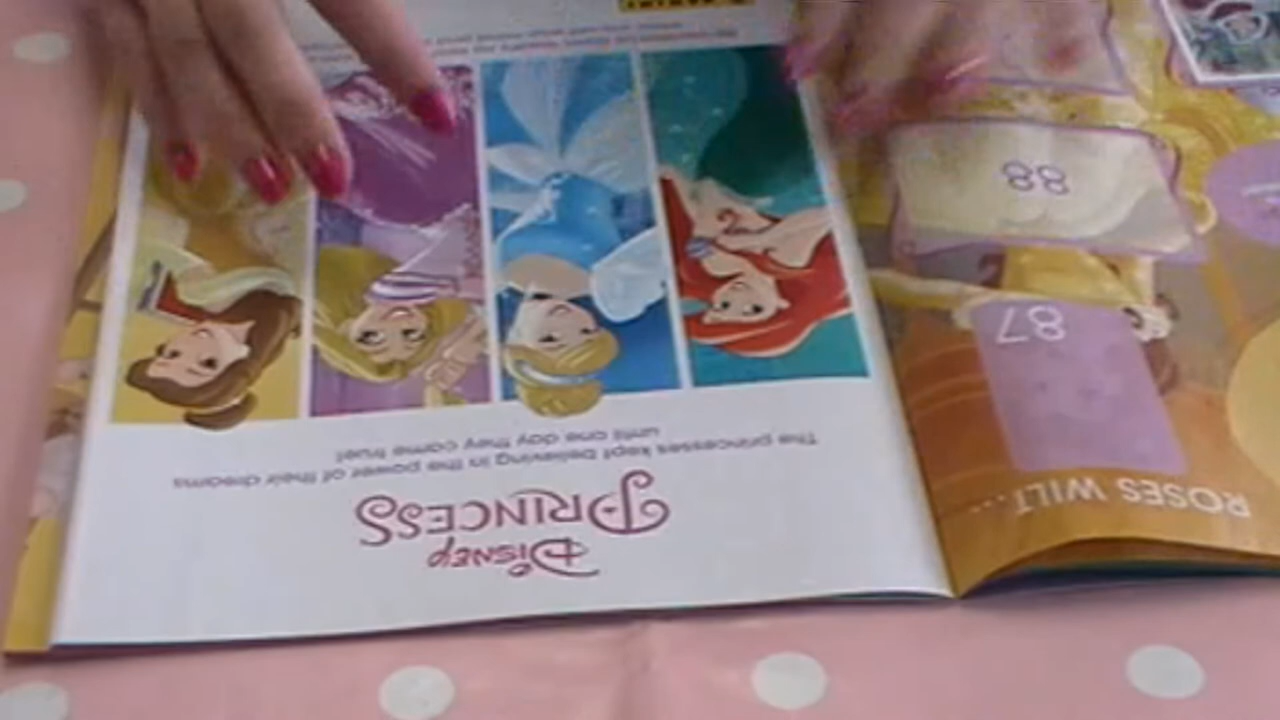 Disney
PRINCESS
The princesses kept believing in the power of their dreams
until one day they come true!
ROSES WILT...
87
88